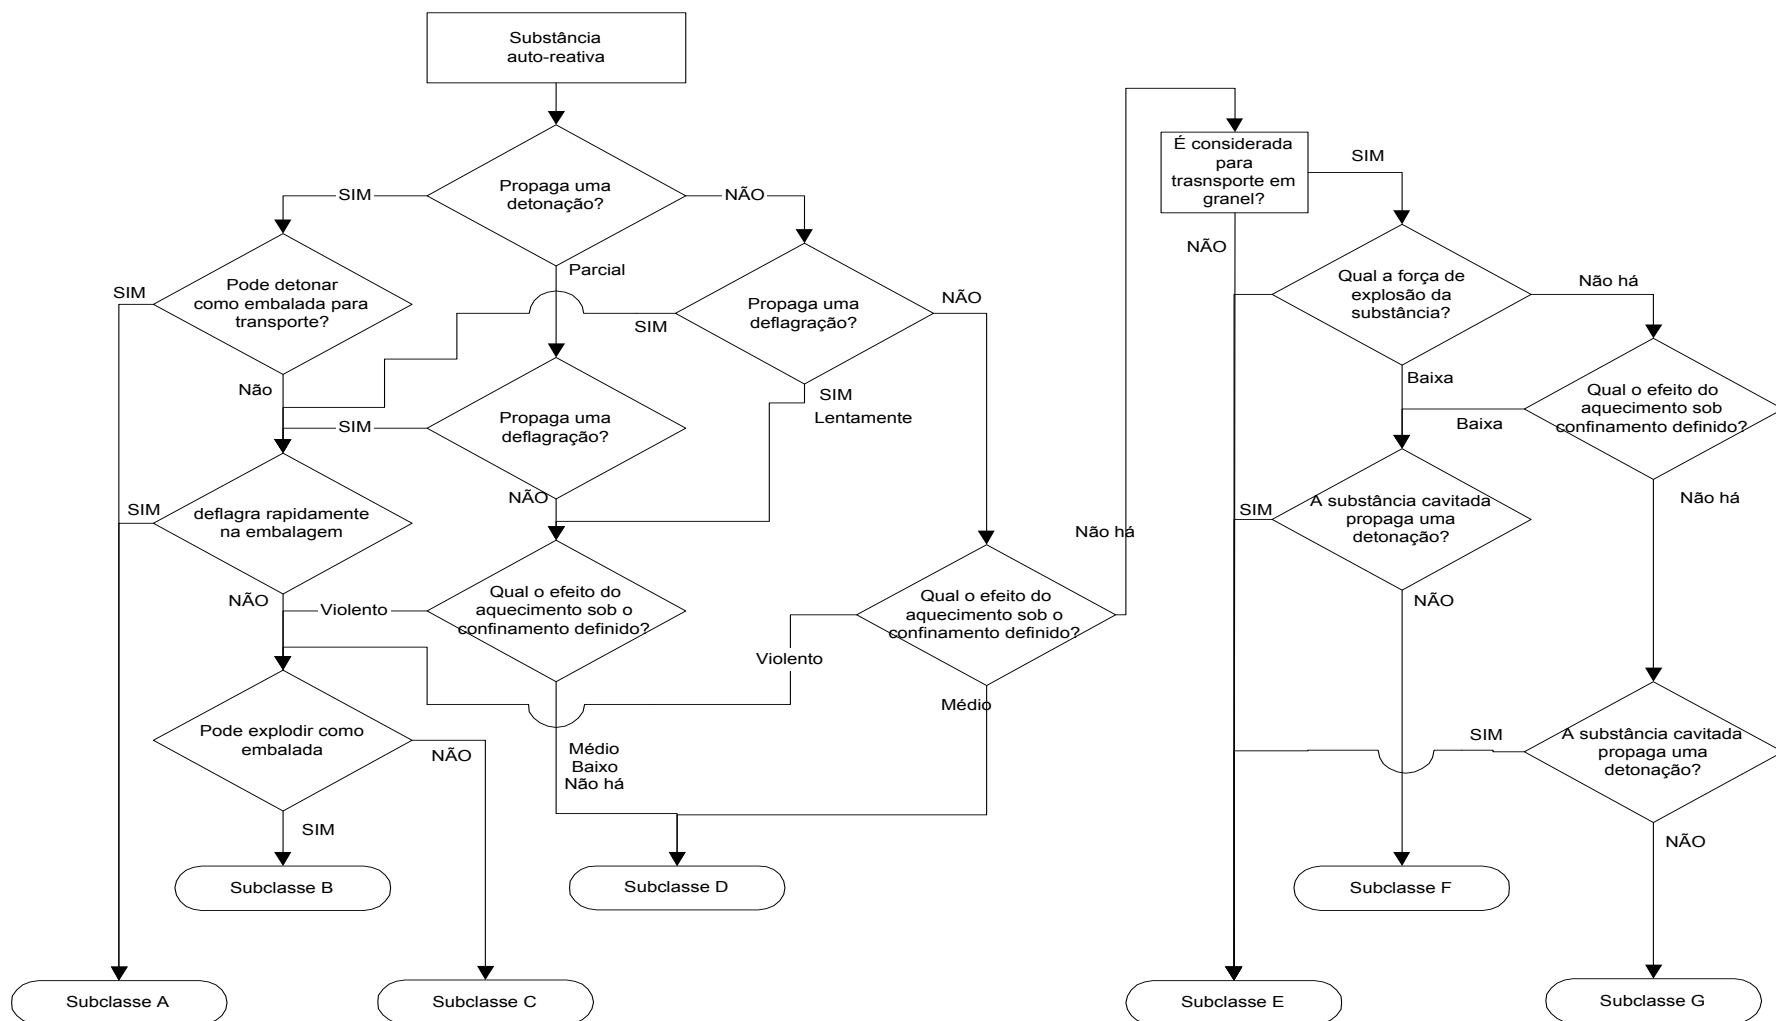 Substância
auto-reativa
Propaga uma
detonação?
SIM
NÃO
Parcial
Pode detonar
como embalada para
transporte?
SIM
Não
Propaga uma
deflagração?
SIM
NÃO
SIM
Lentamente
Propaga uma
deflagração?
SIM
NÃO
deflagra rapidamente
na embalagem
SIM
NÃO
Qual o efeito do
aquecimento sob o
confinamento definido?
Violento
Médio
Baixo
Não há
Qual o efeito do
aquecimento sob o
confinamento definido?
Violento
Médio
Não há
Pode explodir como
embalada
NÃO
SIM
Subclasse B
Subclasse D
Subclasse A
Subclasse C
É considerada
para
trasnsporte em
granel?
SIM
NÃO
Qual a força de
explosão da
substância?
Não há
Baixa
Qual o efeito do
aquecimento sob
confinamento definido?
Baixa
Não há
A substância cavitada
propaga uma
detonação?
SIM
NÃO
A substância cavitada
propaga uma
detonação?
SIM
NÃO
Subclasse F
Subclasse E
Subclasse G